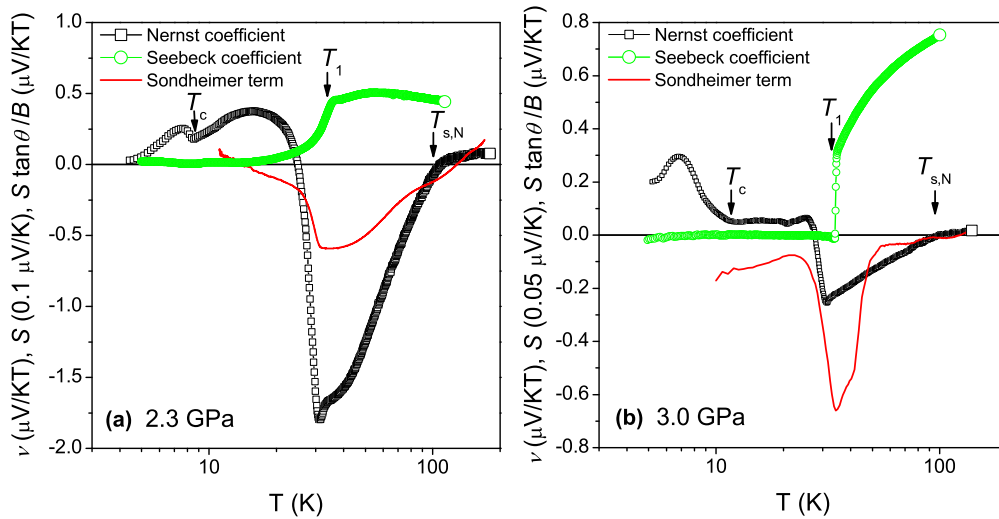 ν (μV/KT), S (0.1 μV/K), S tanθ/B (μV/KT)
1.0
0.5
0.0
-0.5
-1.0
-1.5
-2.0
Nernst coefficient
Seebeck coefficient
Sondheimer term
T1
Tc
Ts,N
(a) 2.3 GPa
10
100
T (K)
ν (μV/KT), S (0.05 μV/K), S tanθ/B (μV/KT)
0.8
0.6
0.4
0.2
0.0
-0.2
-0.4
-0.6
-0.8
Nernst coefficient
Seebeck coefficient
Sondheimer term
T1
Tc
Ts,N
(b) 3.0 GPa
10
100
T (K)